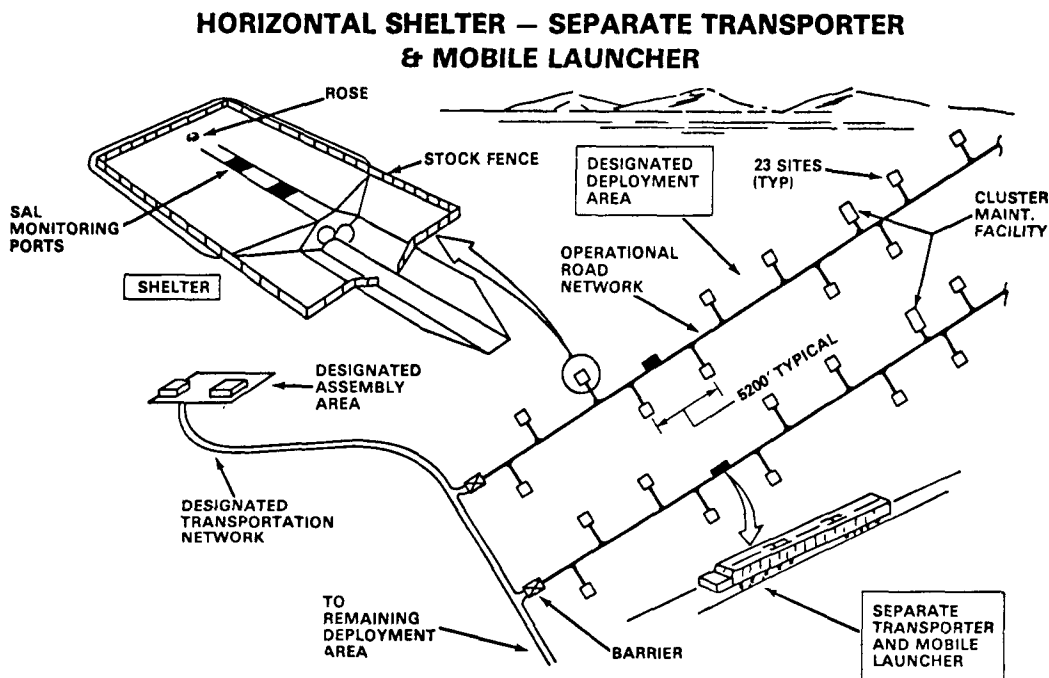 HORIZONTAL SHELTER – SEPARATE TRANSPORTER
& MOBILE LAUNCHER
ROSE
STOCK FENCE
SAL
MONITORING
PORTS
SHELTER
DESIGNATED
DEPLOYMENT
AREA
23 SITES
(TYP)
CLUSTER
MAINT.
FACILITY
OPERATIONAL
ROAD
NETWORK
5200' TYPICAL
DESIGNATED
ASSEMBLY
AREA
DESIGNATED
TRANSPORTATION
NETWORK
TO
REMAINING
DEPLOYMENT
AREA
BARRIER
SEPARATE
TRANSPORTER
AND MOBILE
LAUNCHER